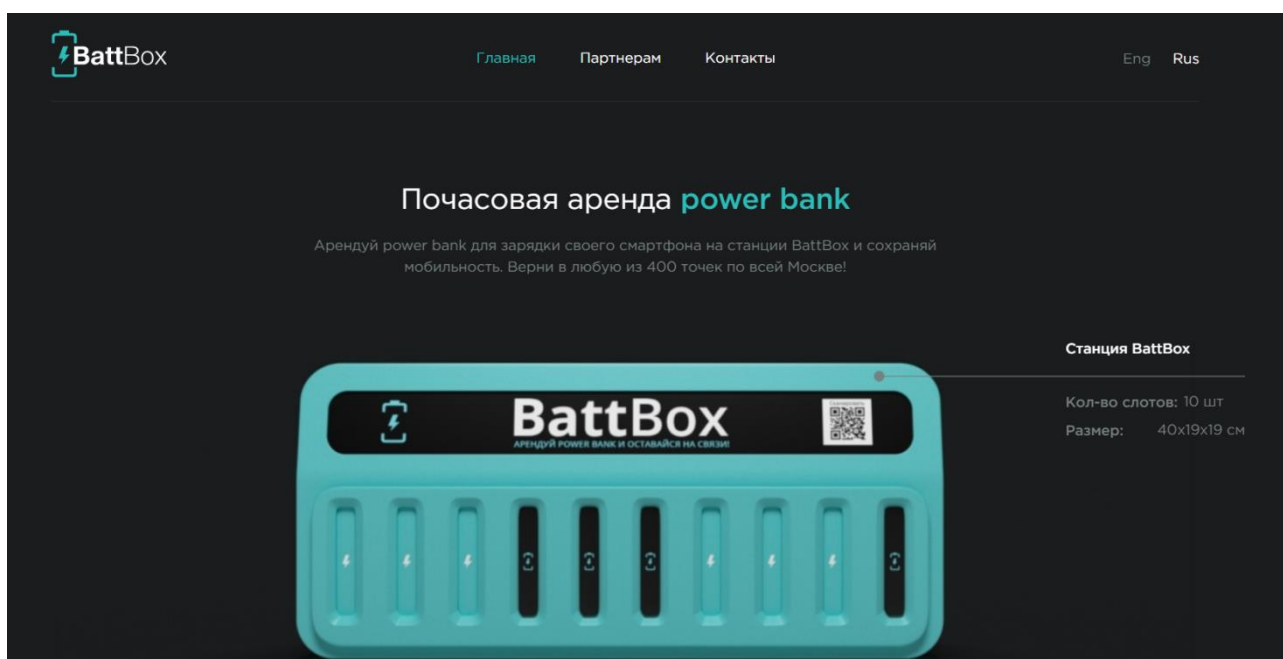 BattBox
Главная Партнерам Контакты
Eng Rus
Почасовая аренда power bank
Арендуй power bank для зарядки своего смартфона на станции BattBox и сохраняй
мобильность. Верни в любую из 400 точек по всей Москве!
Станция BattBox
Кол-во слотов: 10 шт
Размер: 40x19x19 см
BattBox
АРЕНДУЙ POWER BANK И ОСТАВАЙСЯ НА СВЯЗИ!